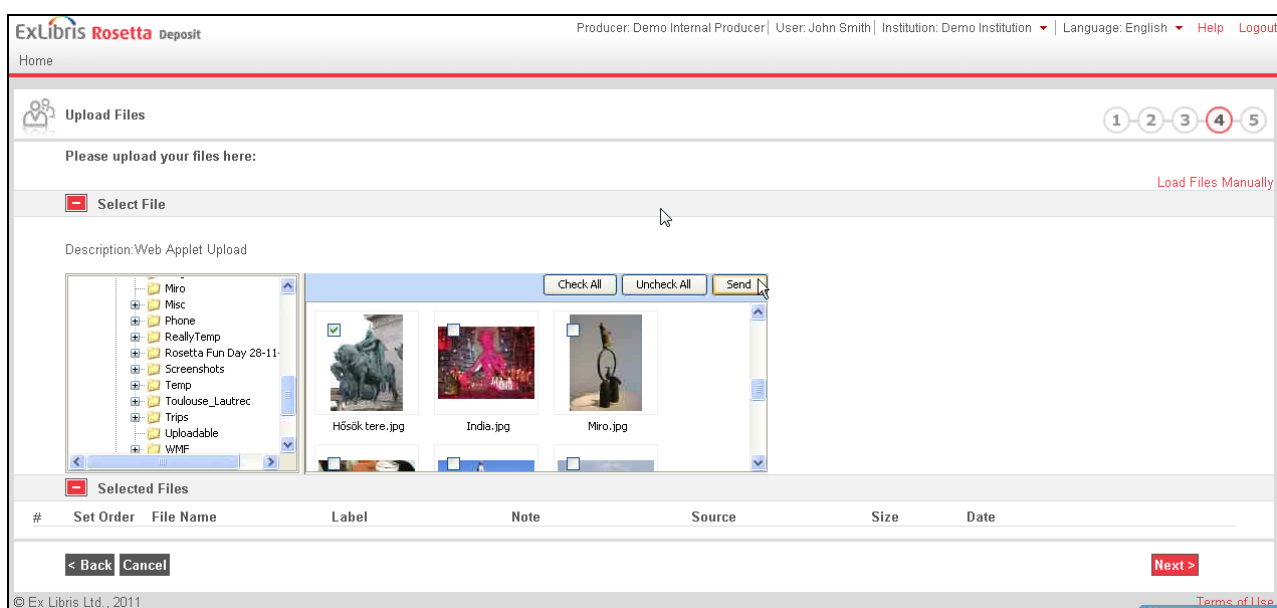 ExLibris Rosetta Deposit
Producer: Demo Internal Producer | User: John Smith | Institution: Demo Institution | Language: English Help Logout
Home
Upload Files
1 2 3 4 5
Please upload your files here:
Load Files Manually
Select File
Description:Web Applet Upload
Check All Uncheck All Send
Miro
Misc
Phone
ReallyTemp
Rosetta Fun Day 28-11-
Screenshots
Temp
Toulouse_Lautrec
Trips
Uploadable
WMF
Hősök tere.jpg India.jpg Miro.jpg
Selected Files
# Set Order File Name Label Note Source Size Date
< Back Cancel Next >
© Ex Libris Ltd., 2011 Terms of Use